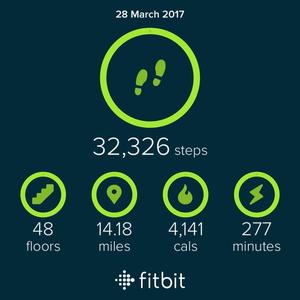 28 March 2017
32,326 steps
48 14.18 4,141 277
floors miles cals minutes
fitbit